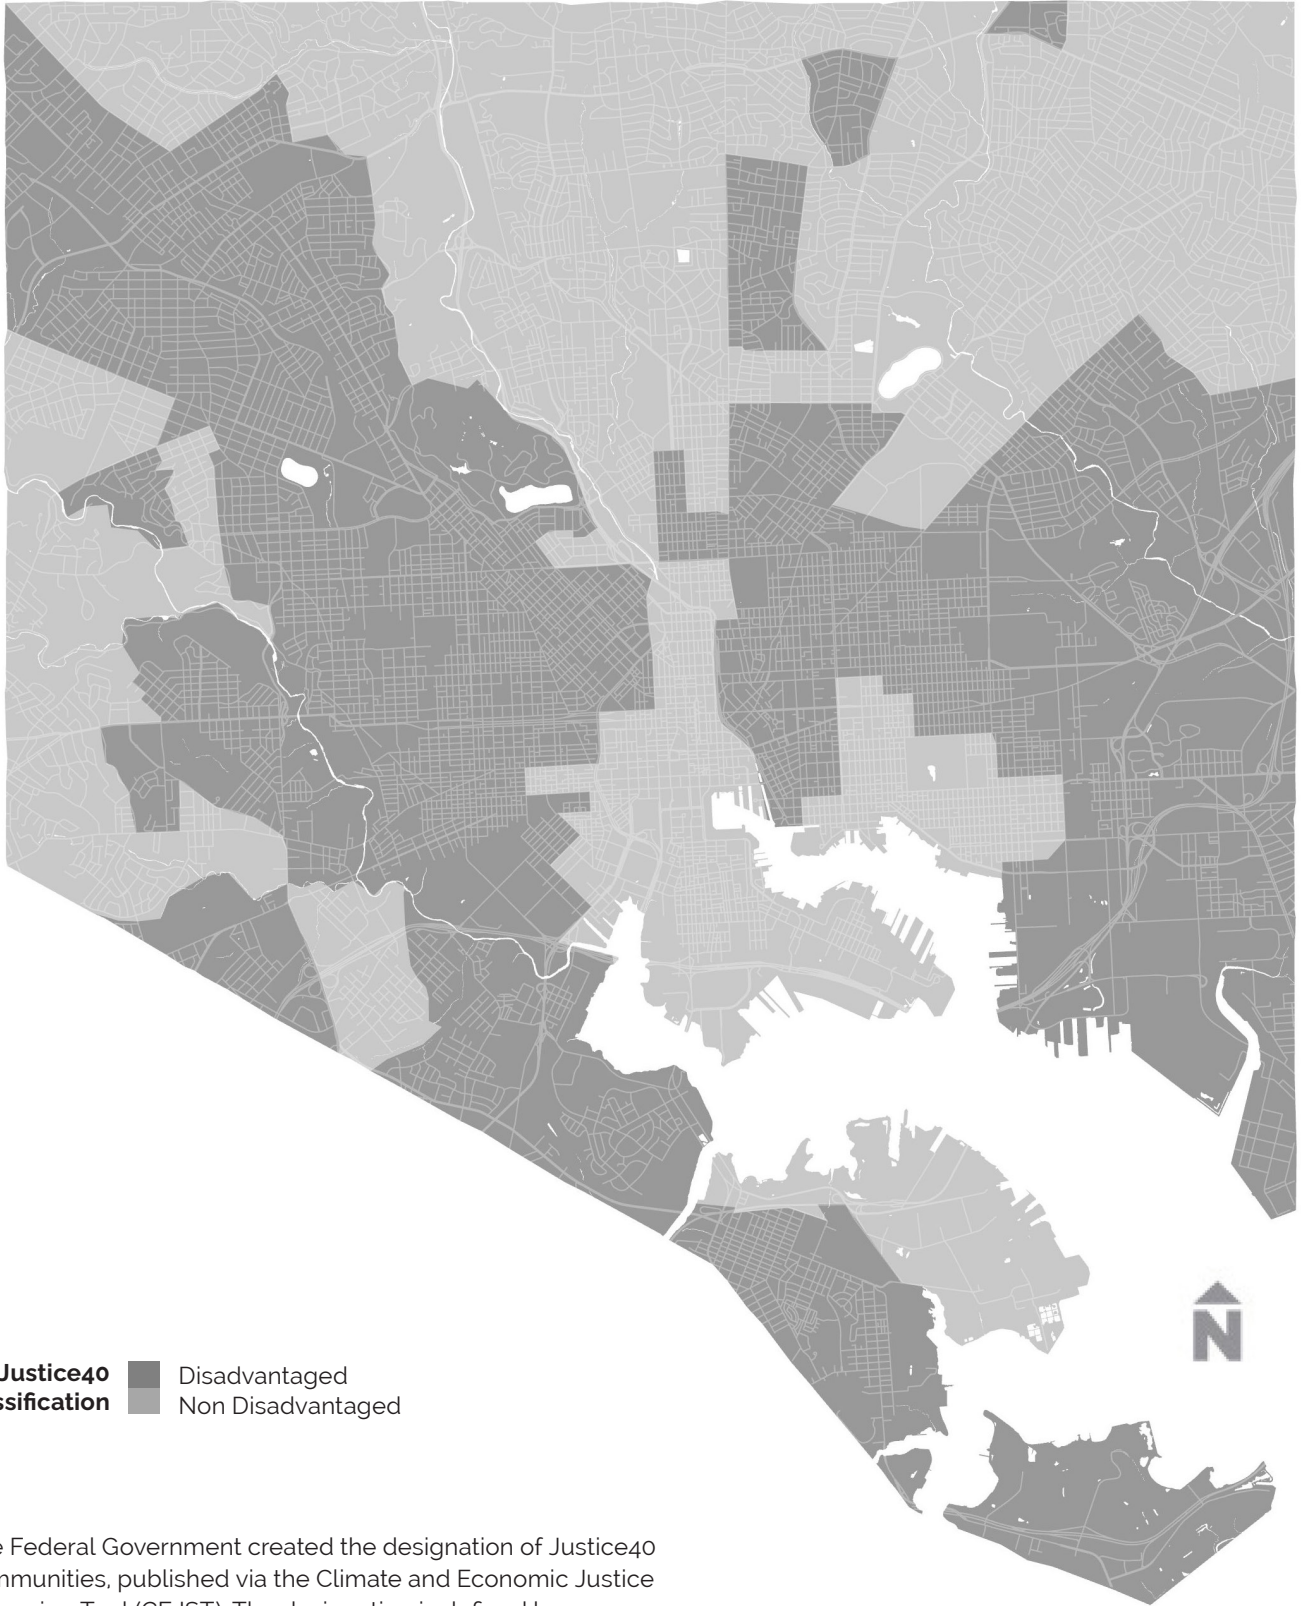 N
Justice40
ssification
Disadvantaged
Non Disadvantaged
e Federal Government created the designation of Justice40
mmunities, published via the Climate and Economic Justice